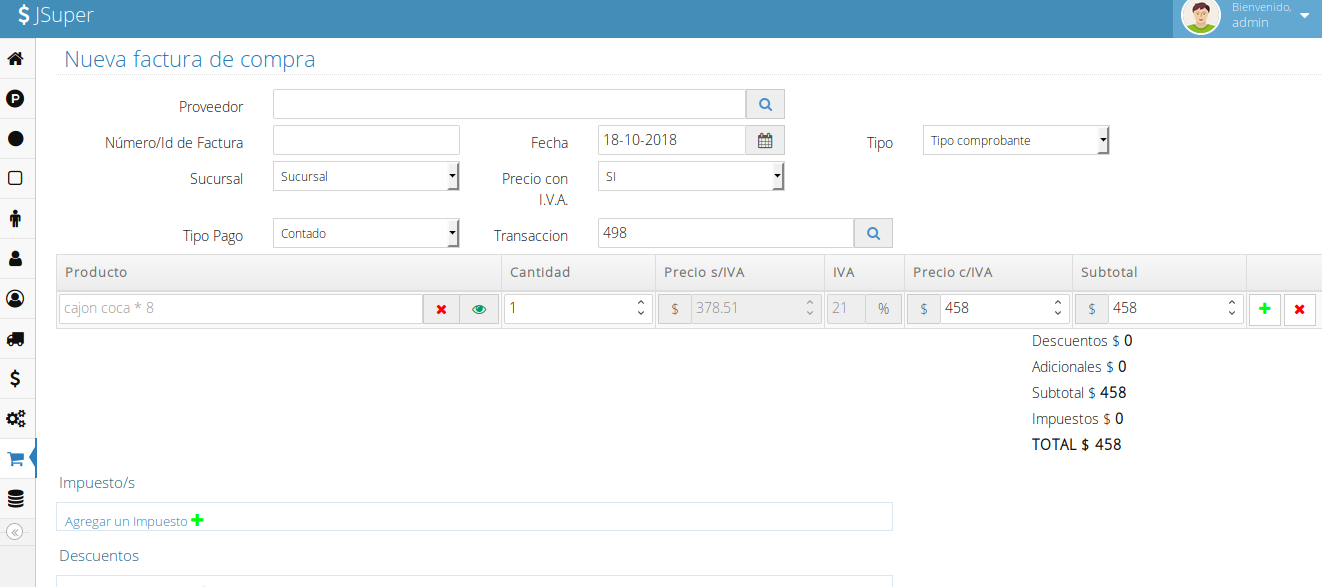 $ JSuper
Bienvenido,
admin
Nueva factura de compra
Proveedor
Número/Id de Factura
Fecha 18-10-2018
Tipo Tipo comprobante
Sucursal Sucursal
Precio con I.V.A. SI
Tipo Pago Contado
Transaccion 498
Producto Cantidad Precio s/IVA IVA Precio c/IVA Subtotal
cajon coca * 8 1 $ 378.51 21 % $ 458 $ 458
Descuentos $ 0
Adicionales $ 0
Subtotal $ 458
Impuestos $ 0
TOTAL $ 458
Impuesto/s
Agregar un Impuesto
Descuentos